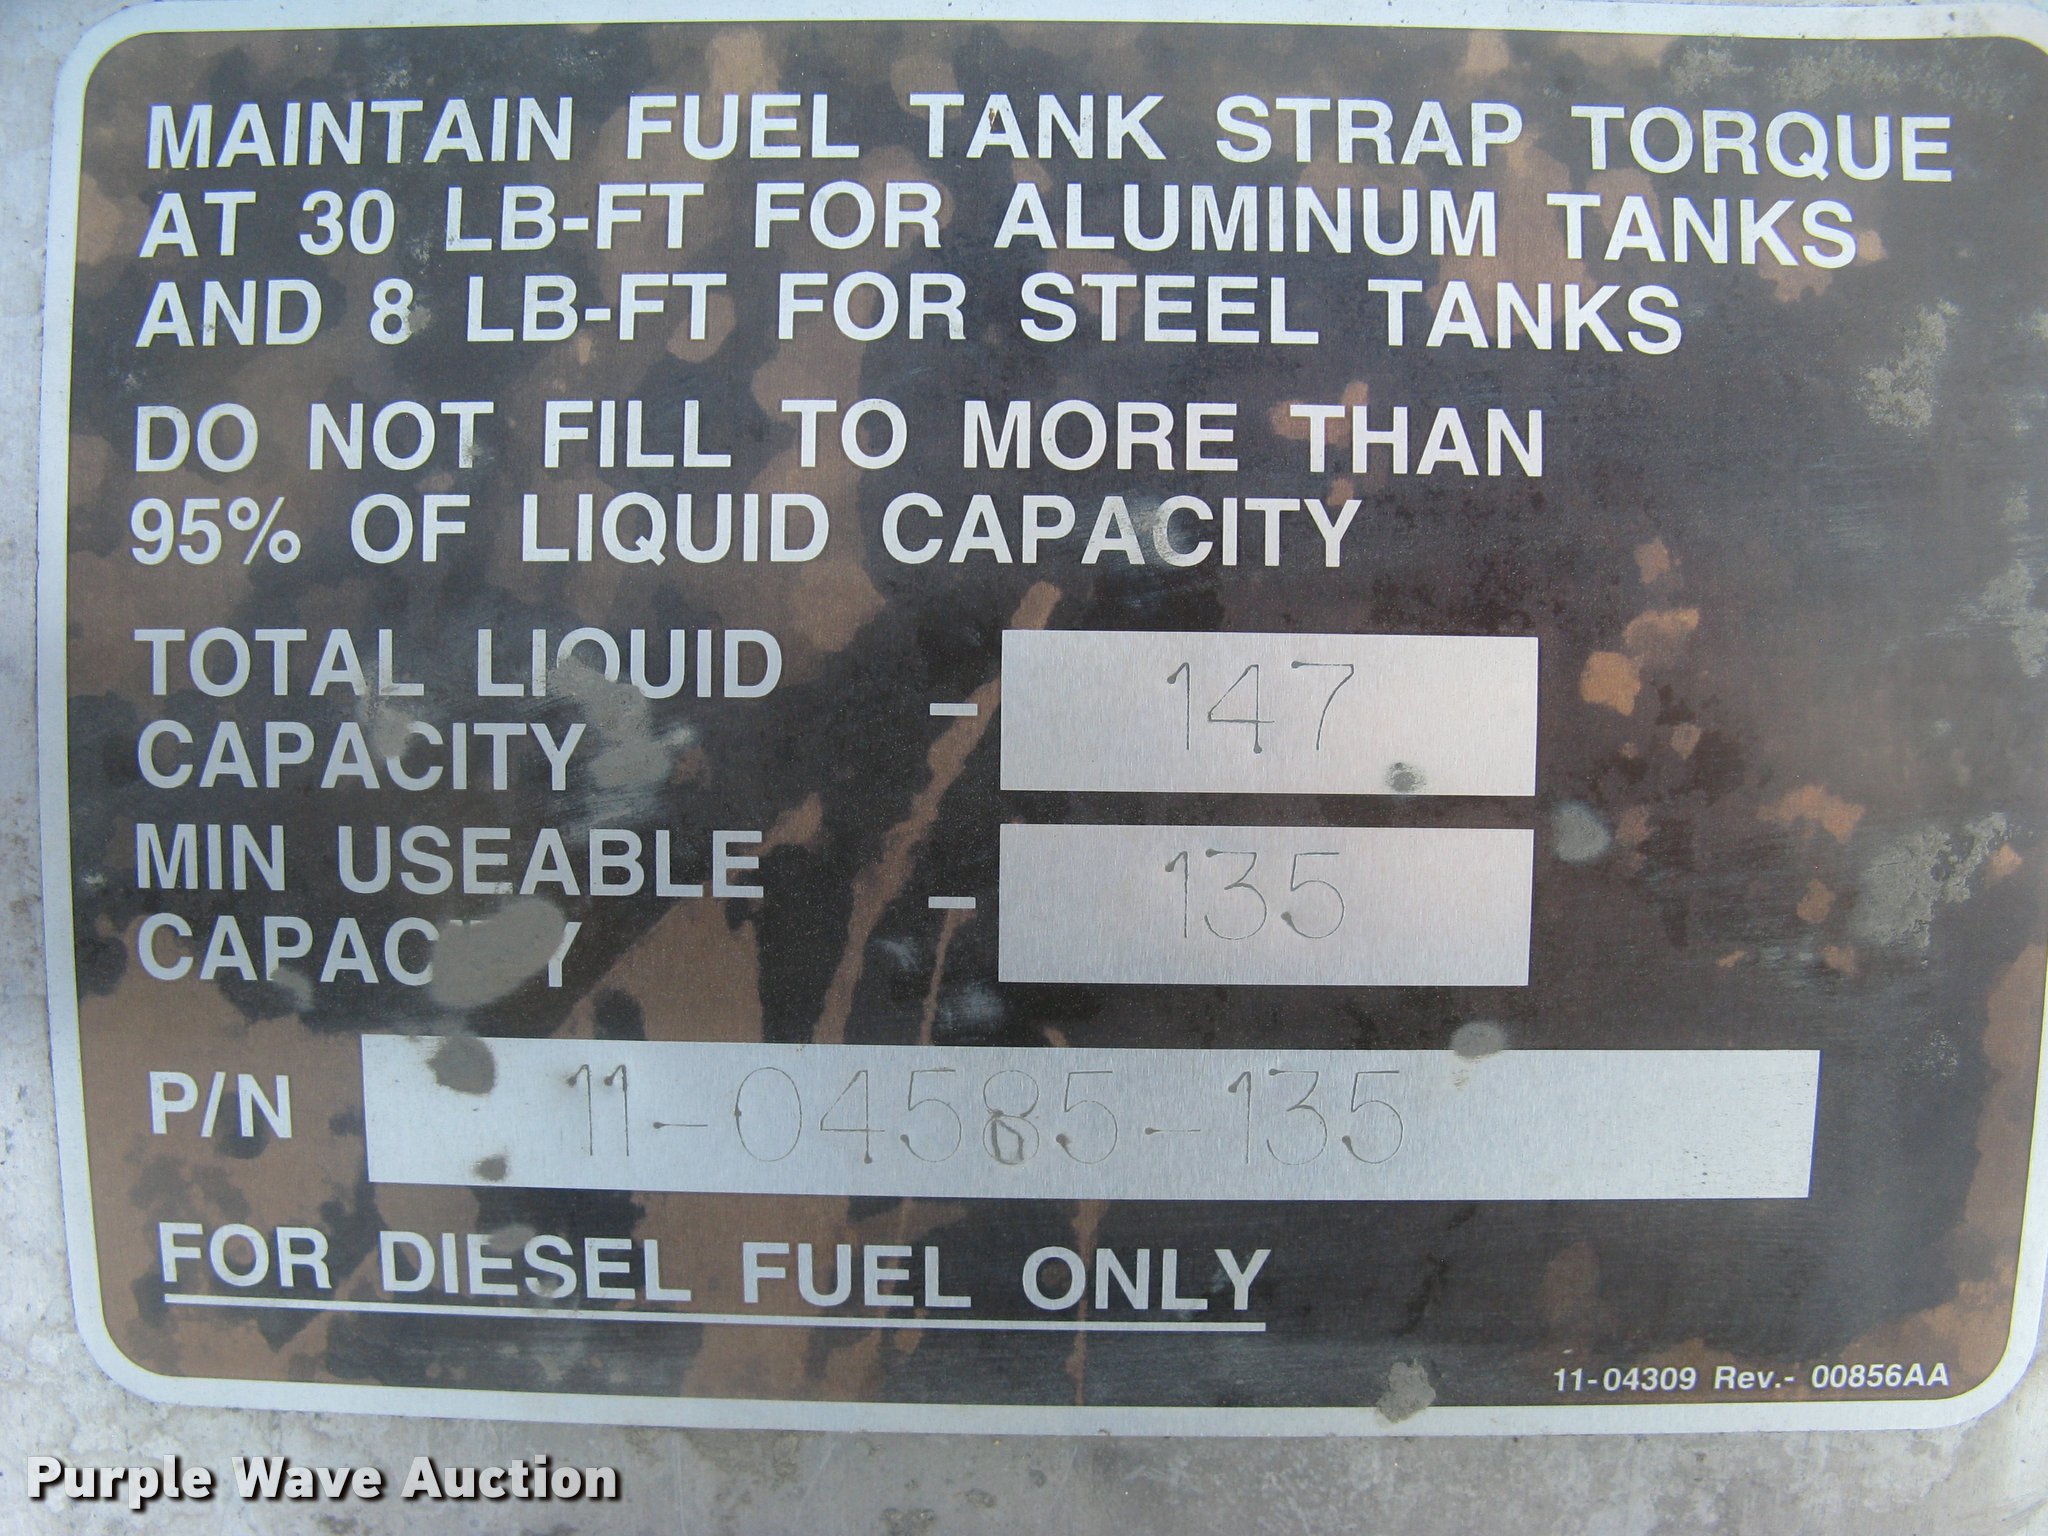 MAINTAIN FUEL TANK STRAP TORQUE
AT 30 LB-FT FOR ALUMINUM TANKS
AND 8 LB-FT FOR STEEL TANKS
DO NOT FILL TO MORE THAN
95% OF LIQUID CAPACITY
TOTAL LIQUID
CAPACITY - 147
MIN USEABLE
CAPACITY - 135
P/N 11-04585-135
FOR DIESEL FUEL ONLY
11-04309 Rev.- 00856AA
Purple Wave Auction